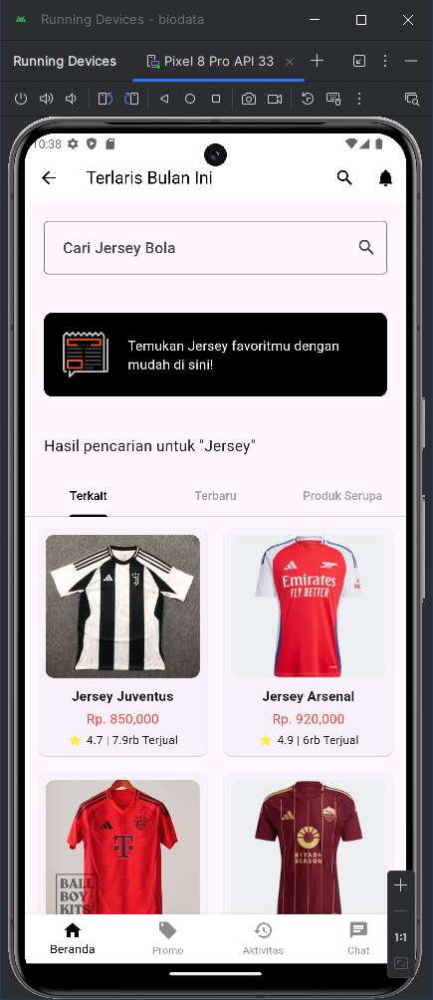 Running Devices - biodata
Running Devices
Pixel 8 Pro API 33
10:38
Terlaris Bulan Ini
Cari Jersey Bola
Temukan Jersey favoritmu dengan
mudah di sini!
Hasil pencarian untuk "Jersey"
Terkait
Terbaru
Produk Serupa
Emirates
FLY BETTER
Jersey Juventus
Jersey Arsenal
Rp. 850,000
Rp. 920,000
4.7 | 7.9rb Terjual
4.9 | 6rb Terjual
T
RIYADH
SEASON
BALL
BOY
KITS
1:1
Beranda
Promo
Aktivitas
Chat